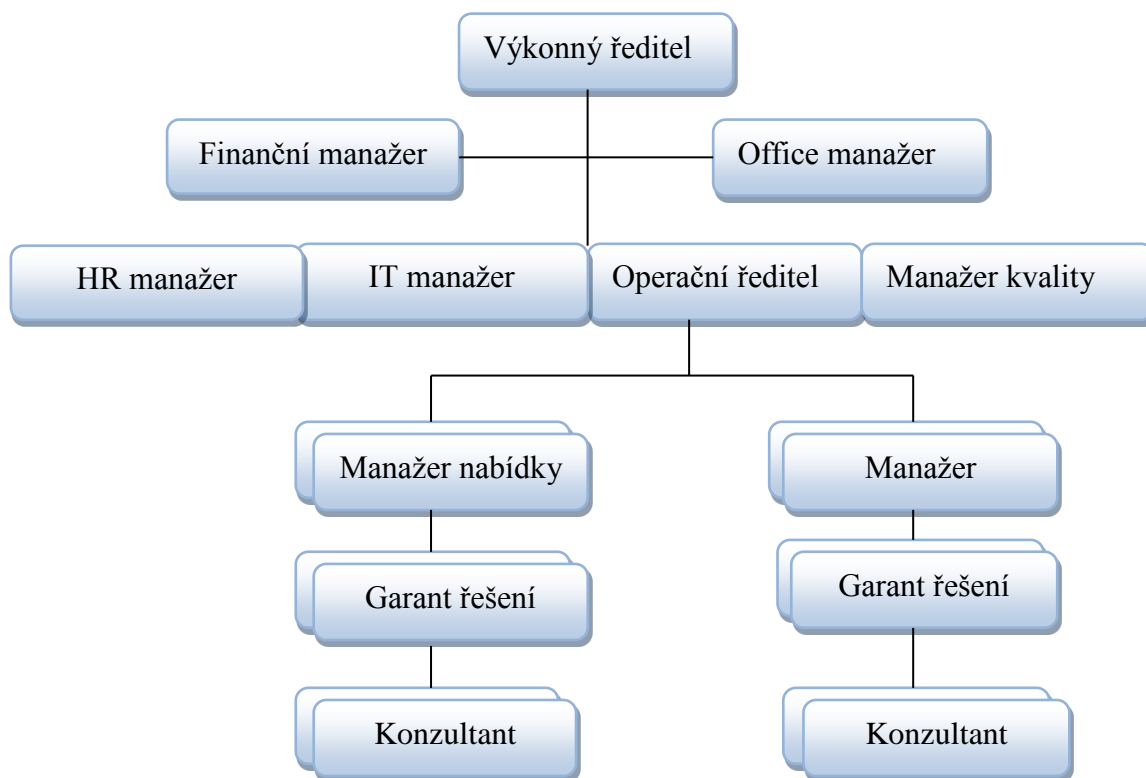 Výkonný ředitel
Finanční manažer
Office manažer
HR manažer
IT manažer
Operační ředitel
Manažer kvality
Manažer nabídky
Manažer
Garant řešení
Garant řešení
Konzultant
Konzultant